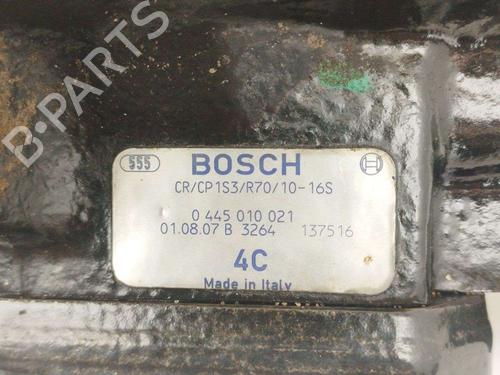 B-PARTS
555 BOSCH
CR/CP1S3/R70/10-16S
0 445 010 021
01.08.07 B 3264 137516
4C
Made in Italy